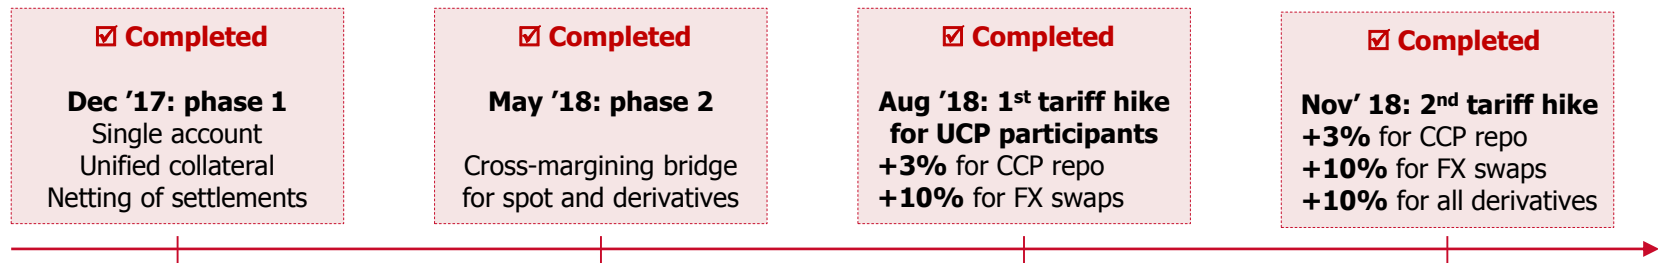 ☑ Completed
Dec ’17: phase 1
Single account
Unified collateral
Netting of settlements
☑ Completed
May ’18: phase 2
Cross-margining bridge
for spot and derivatives
☑ Completed
Aug ’18: 1st tariff hike
for UCP participants
+3% for CCP repo
+10% for FX swaps
☑ Completed
Nov’ 18: 2nd tariff hike
+3% for CCP repo
+10% for FX swaps
+10% for all derivatives